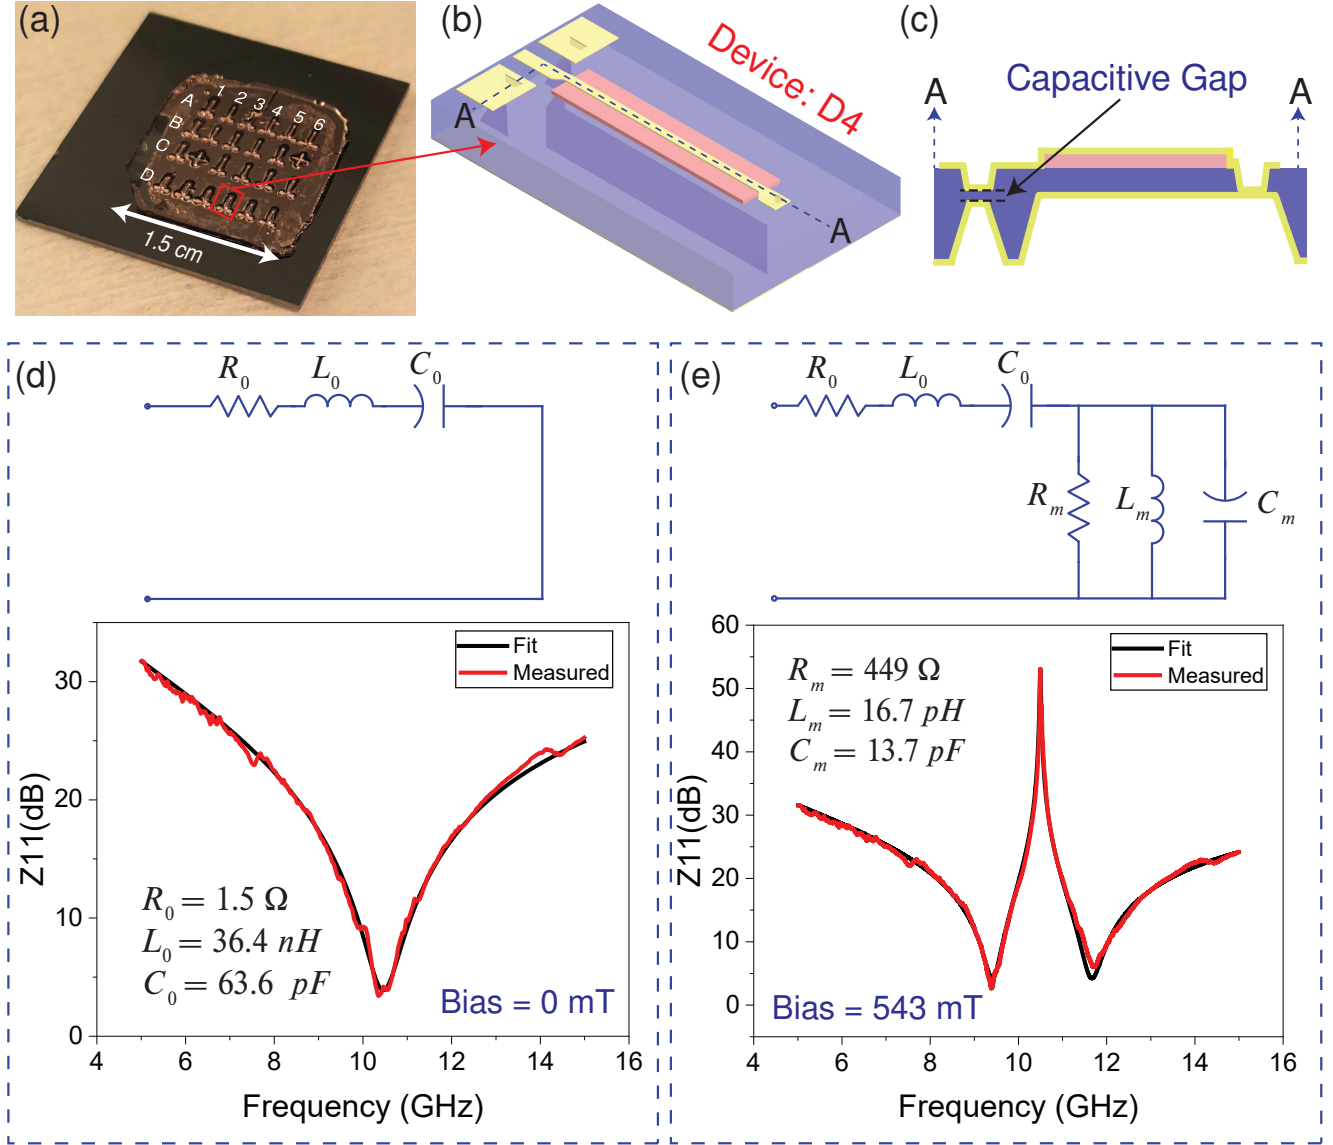 (a)
1 2 3 4 5 6
A
B
C
D
1.5 cm
(b)
Device: D4
A
A
(c)
A
A
Capacitive Gap
(d)
R0 L0 C0
Fit
Measured
Z11(dB)
30
20
10
0
R0 = 1.5 Ω
L0 = 36.4 nH
C0 = 63.6 pF
Bias = 0 mT
4 6 8 10 12 14 16
Frequency (GHz)
(e)
R0 L0 C0
Rm Lm Cm
Fit
Measured
Z11(dB)
60
50
40
30
20
10
0
Rm = 449 Ω
Lm = 16.7 pH
Cm = 13.7 pF
Bias = 543 mT
4 6 8 10 12 14 16
Frequency (GHz)